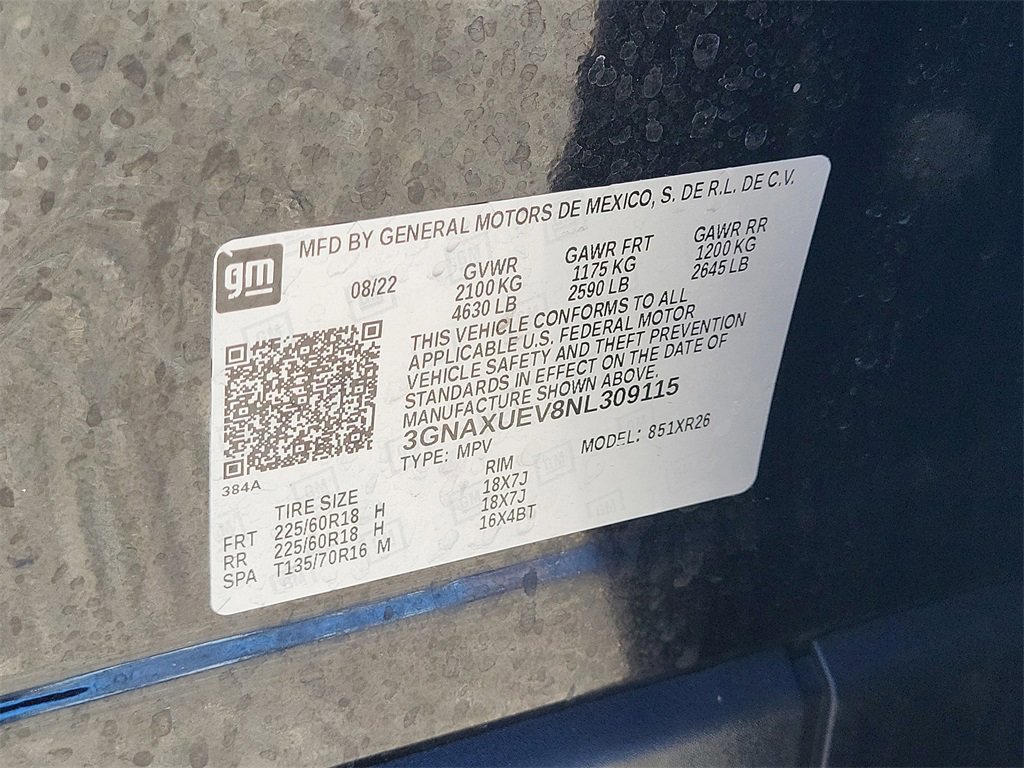 MFD BY GENERAL MOTORS DE MEXICO, S. DE R.L. DE C.V.
gm
08/22
GVWR
2100 KG
4630 LB
GAWR FRT
1175 KG
2590 LB
GAWR RR
1200 KG
2645 LB
THIS VEHICLE CONFORMS TO ALL
APPLICABLE U.S. FEDERAL MOTOR
VEHICLE SAFETY AND THEFT PREVENTION
STANDARDS IN EFFECT ON THE DATE OF
MANUFACTURE SHOWN ABOVE.
3GNAXUEV8NL309115
TYPE: MPV MODEL: 851XR26
384A
TIRE SIZE RIM
FRT 225/60R18 H 18X7J
RR 225/60R18 H 18X7J
SPA T135/70R16 M 16X4BT